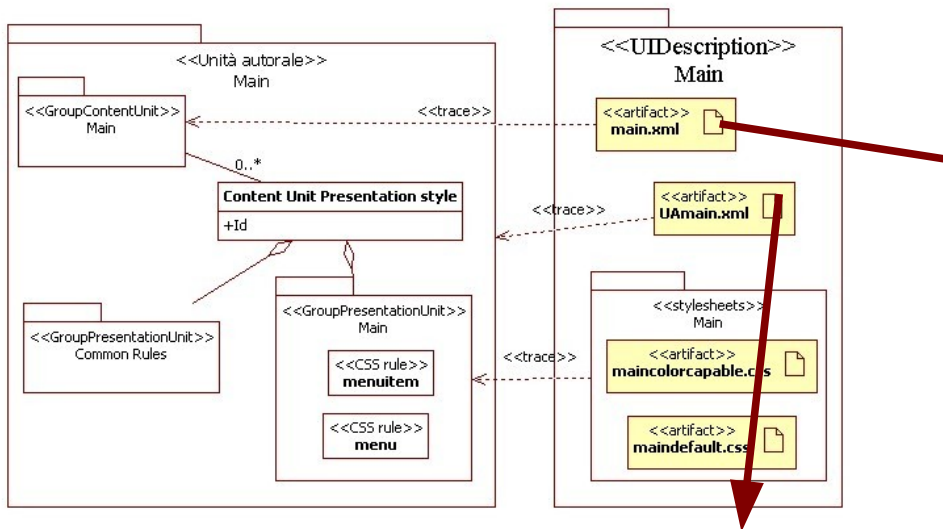 <<Unità autorale>>
Main
<<GroupContentUnit>>
Main
0..*
Content Unit Presentation style
+Id
<<GroupPresentationUnit>>
Common Rules
<<GroupPresentationUnit>>
Main
<<CSS rule>>
menuitem
<<CSS rule>>
menu
<<trace>>
<<trace>>
<<trace>>
<<UIDescription>>
Main
<<artifact>>
main.xml
<<artifact>>
UAmain.xml
<<stylesheets>>
Main
<<artifact>>
maincolorcapable.css
<<artifact>>
maindefault.css